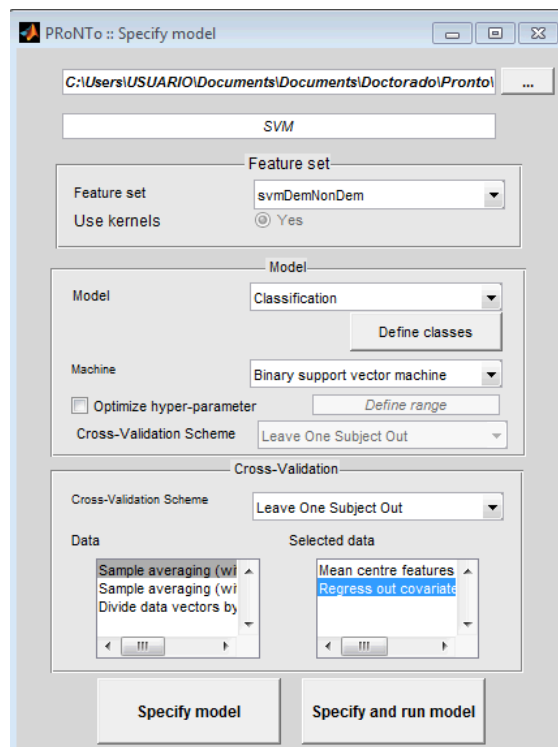 PRoNTo :: Specify model
C:\Users\USUARIO\Documents\Documents\Doctorado\Pronto\
...
SVM
Feature set
Feature set
svmDemNonDem
Use kernels
Yes
Model
Model
Classification
Define classes
Machine
Binary support vector machine
Optimize hyper-parameter
Define range
Cross-Validation Scheme
Leave One Subject Out
Cross-Validation
Cross-Validation Scheme
Leave One Subject Out
Data
Selected data
Sample averaging (wi
Mean centre features
Sample averaging (wi
Regress out covariate
Divide data vectors by
Specify model
Specify and run model